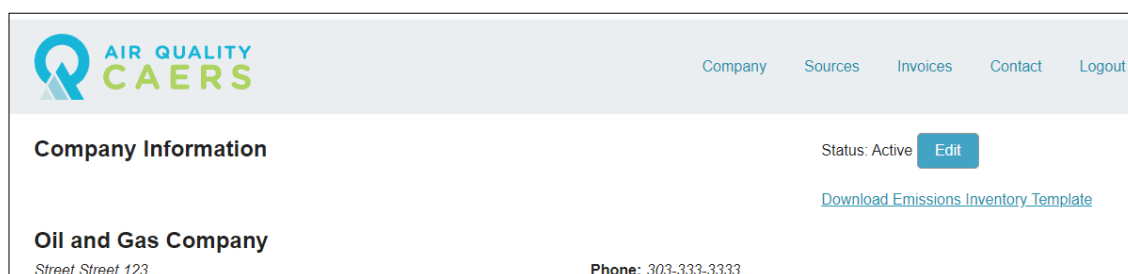 AIR QUALITY
CAERS
Company Sources Invoices Contact Logout
Company Information
Status: Active Edit
Download Emissions Inventory Template
Oil and Gas Company
Street Street 123 Phone: 303-333-3333